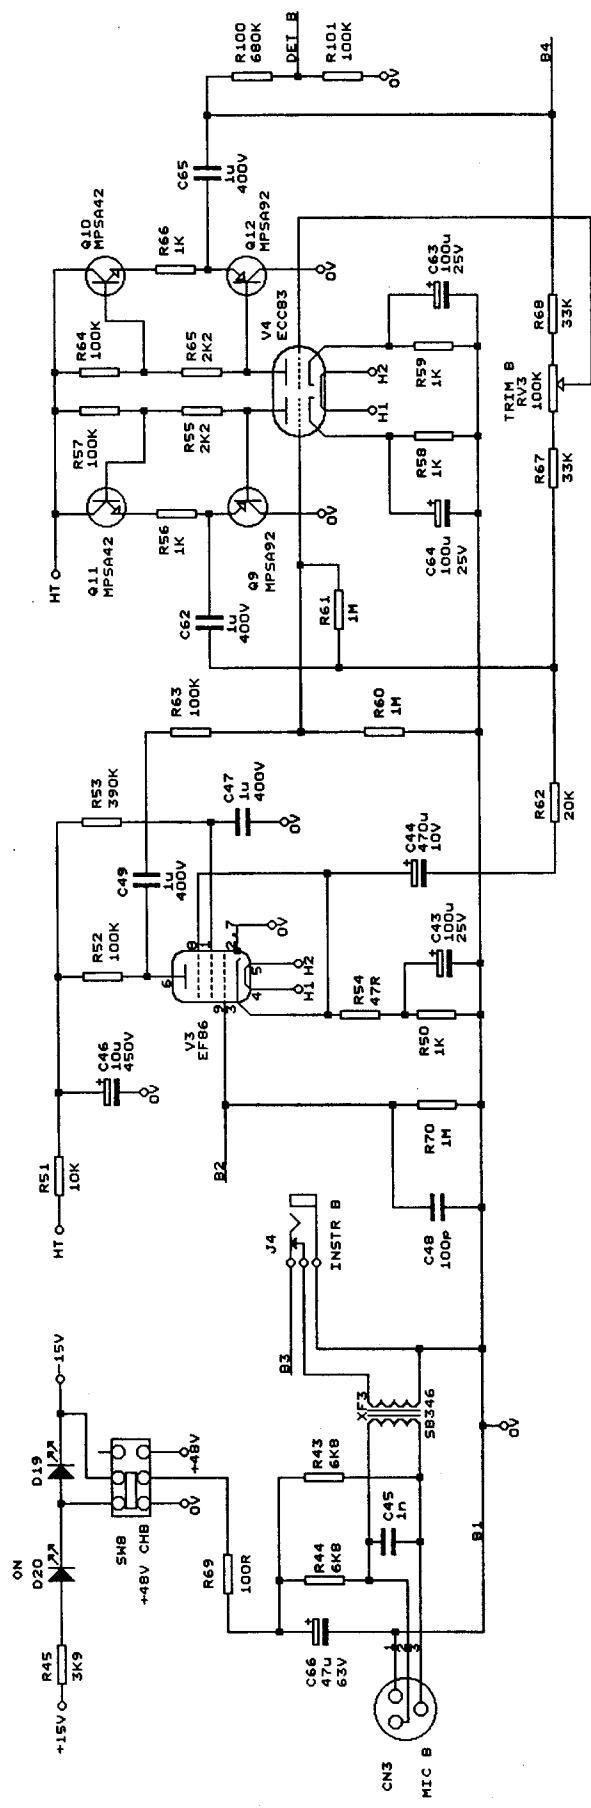 +15V
R45
3K9
ON
D20
D19
-15V
SW8
+48V CHB
0V
+48V
R69
100R
C66
47u
63V
R44
6K8
R43
6K8
C45
1n
CN3
MIC B
1
2
3
XF3
SB346
B3
J4
INSTR B
B1
0V
HT
R51
10K
C46
10u
450V
0V
R52
100K
R53
390K
C49
1u
400V
C47
1u
400V
0V
V3
EF86
6
8
1
2,7
9
3
4
5
H1
H2
0V
B2
C48
100p
R70
1M
R54
47R
R50
1K
C43
100u
25V
C44
470u
10V
R63
100K
R60
1M
R62
20K
HT
Q11
MPSA42
R57
100K
R64
100K
Q10
MPSA42
R56
1K
R55
2K2
R65
2K2
R66
1K
Q9
MPSA92
0V
Q12
MPSA92
0V
C62
1u
400V
C65
1u
400V
V4
ECC83
H1
H2
R61
1M
C64
100u
25V
R58
1K
R59
1K
C63
100u
25V
R67
33K
TRIM B
RV3
100K
R68
33K
R100
680K
DET B
R101
100K
0V
B4